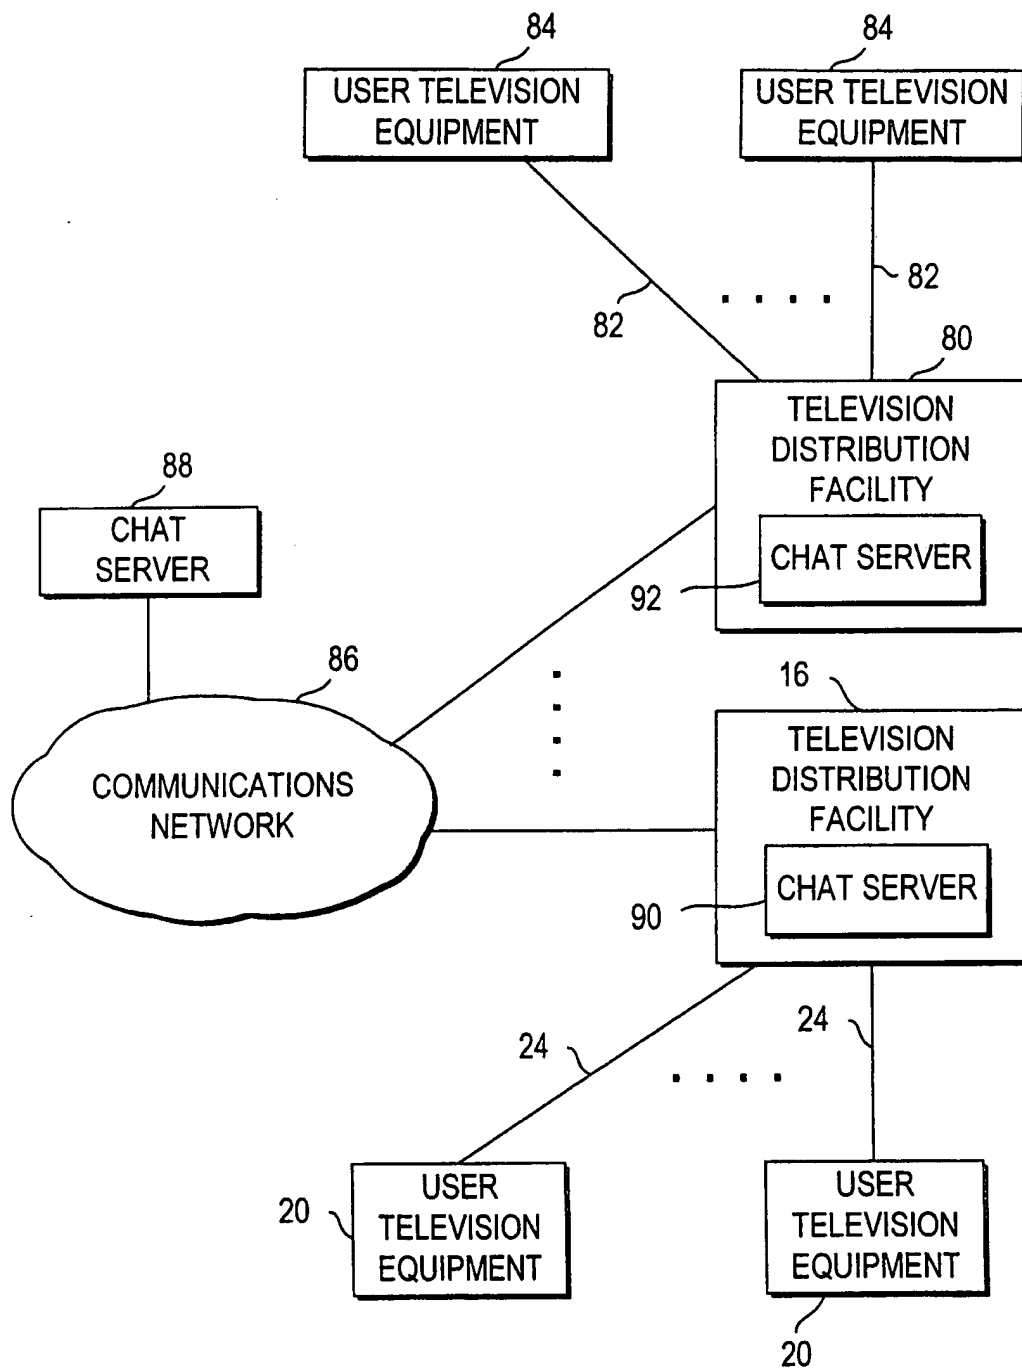 84
84
USER TELEVISION
EQUIPMENT
USER TELEVISION
EQUIPMENT
82
82
80
TELEVISION
DISTRIBUTION
FACILITY
CHAT SERVER
92
88
CHAT
SERVER
86
COMMUNICATIONS
NETWORK
16
TELEVISION
DISTRIBUTION
FACILITY
CHAT SERVER
90
24
24
USER
TELEVISION
EQUIPMENT
20
USER
TELEVISION
EQUIPMENT
20